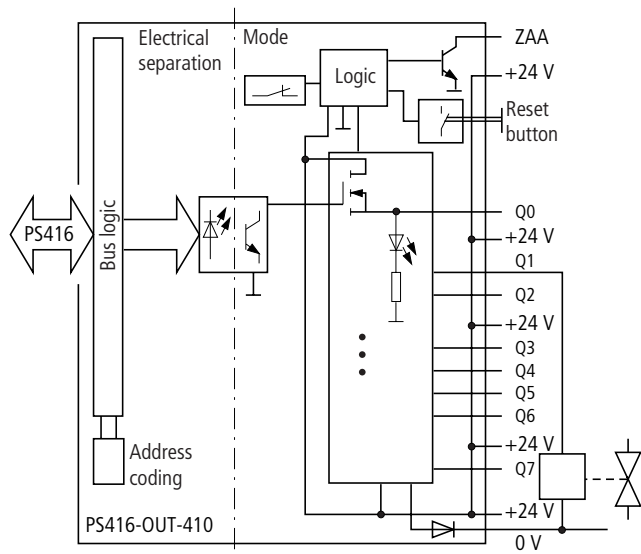 Electrical
separation
Mode
ZAA
+24 V
Logic
Reset
button
PS416
Bus logic
Q0
+24 V
Q1
Q2
+24 V
Q3
Q4
Q5
Q6
+24 V
Q7
Address
coding
+24 V
PS416-OUT-410
0 V